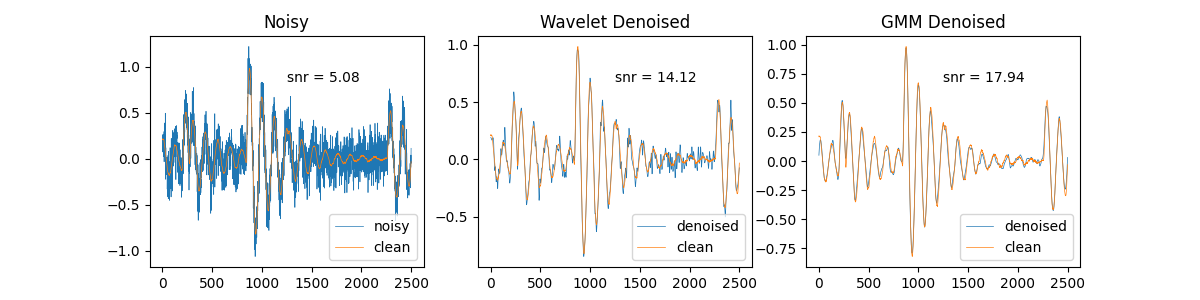 Noisy
1.0
0.5
0.0
−0.5
−1.0
snr = 5.08
noisy
clean
0 500 1000 1500 2000 2500
Wavelet Denoised
1.0
0.5
0.0
−0.5
snr = 14.12
denoised
clean
0 500 1000 1500 2000 2500
GMM Denoised
1.00
0.75
0.50
0.25
0.00
−0.25
−0.50
−0.75
snr = 17.94
denoised
clean
0 500 1000 1500 2000 2500